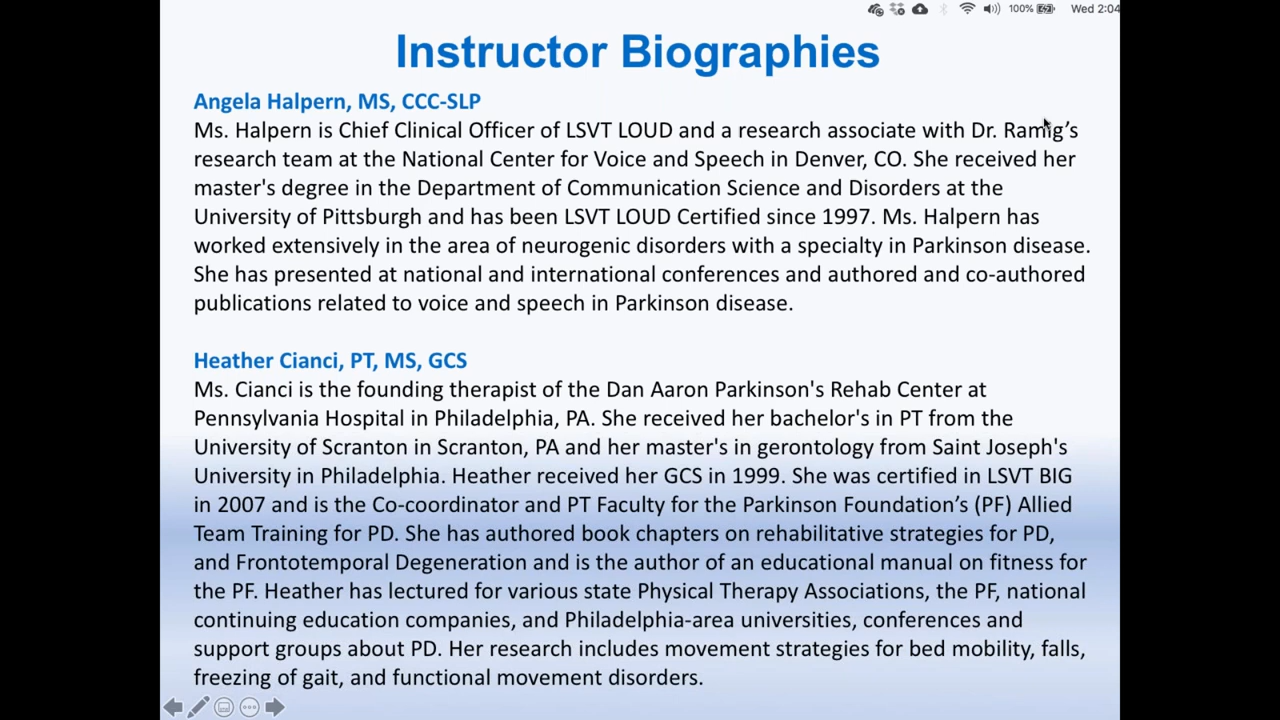 100% Wed 2:04
Instructor Biographies
Angela Halpern, MS, CCC-SLP
Ms. Halpern is Chief Clinical Officer of LSVT LOUD and a research associate with Dr. Ramig’s
research team at the National Center for Voice and Speech in Denver, CO. She received her
master's degree in the Department of Communication Science and Disorders at the
University of Pittsburgh and has been LSVT LOUD Certified since 1997. Ms. Halpern has
worked extensively in the area of neurogenic disorders with a specialty in Parkinson disease.
She has presented at national and international conferences and authored and co-authored
publications related to voice and speech in Parkinson disease.
Heather Cianci, PT, MS, GCS
Ms. Cianci is the founding therapist of the Dan Aaron Parkinson's Rehab Center at
Pennsylvania Hospital in Philadelphia, PA. She received her bachelor's in PT from the
University of Scranton in Scranton, PA and her master's in gerontology from Saint Joseph's
University in Philadelphia. Heather received her GCS in 1999. She was certified in LSVT BIG
in 2007 and is the Co-coordinator and PT Faculty for the Parkinson Foundation’s (PF) Allied
Team Training for PD. She has authored book chapters on rehabilitative strategies for PD,
and Frontotemporal Degeneration and is the author of an educational manual on fitness for
the PF. Heather has lectured for various state Physical Therapy Associations, the PF, national
continuing education companies, and Philadelphia-area universities, conferences and
support groups about PD. Her research includes movement strategies for bed mobility, falls,
freezing of gait, and functional movement disorders.